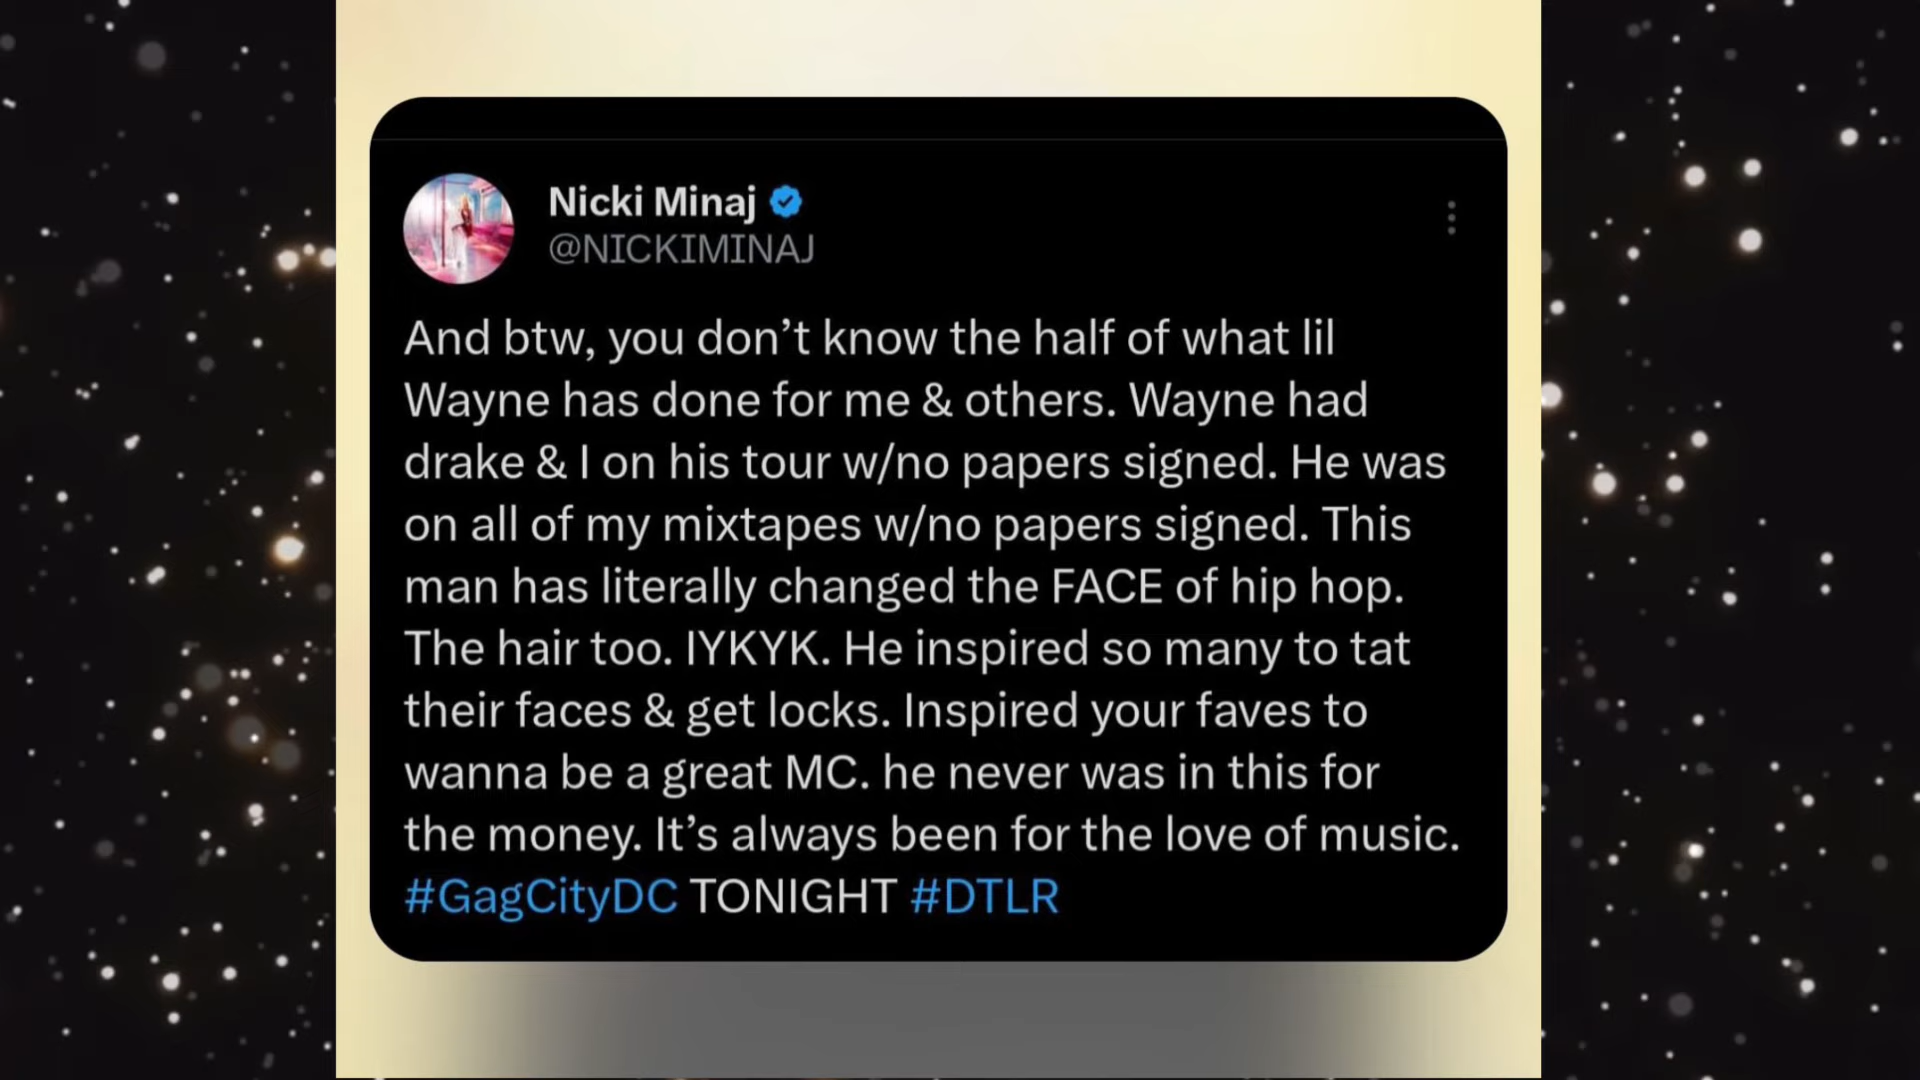 Nicki Minaj
@NICKIMINAJ
And btw, you don’t know the half of what lil
Wayne has done for me & others. Wayne had
drake & I on his tour w/no papers signed. He was
on all of my mixtapes w/no papers signed. This
man has literally changed the FACE of hip hop.
The hair too. IYKYK. He inspired so many to tat
their faces & get locks. Inspired your faves to
wanna be a great MC. he never was in this for
the money. It’s always been for the love of music.
#GagCityDC TONIGHT #DTLR